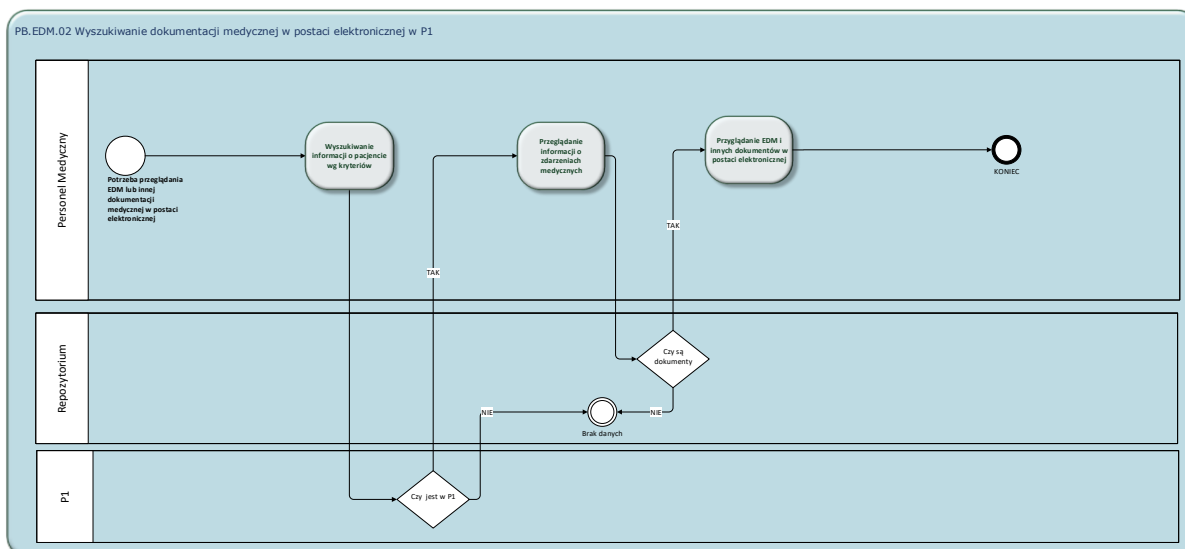 PB.EDM.02 Wyszukiwanie dokumentacji medycznej w postaci elektronicznej w P1
Personel Medyczny
Potrzeba przeglądania
EDM lub innej
dokumentacji
medycznej w postaci
elektronicznej
Wyszukiwanie
informacji o pacjencie
wg kryteriów
Przeglądanie
informacji o
zdarzeniach
medycznych
Przyglądanie EDM i
innych dokumentów w
postaci elektronicznej
KONIEC
TAK
TAK
Repozytorium
Czy są
dokumenty
NIE
NIE
Brak danych
P1
Czy jest w P1